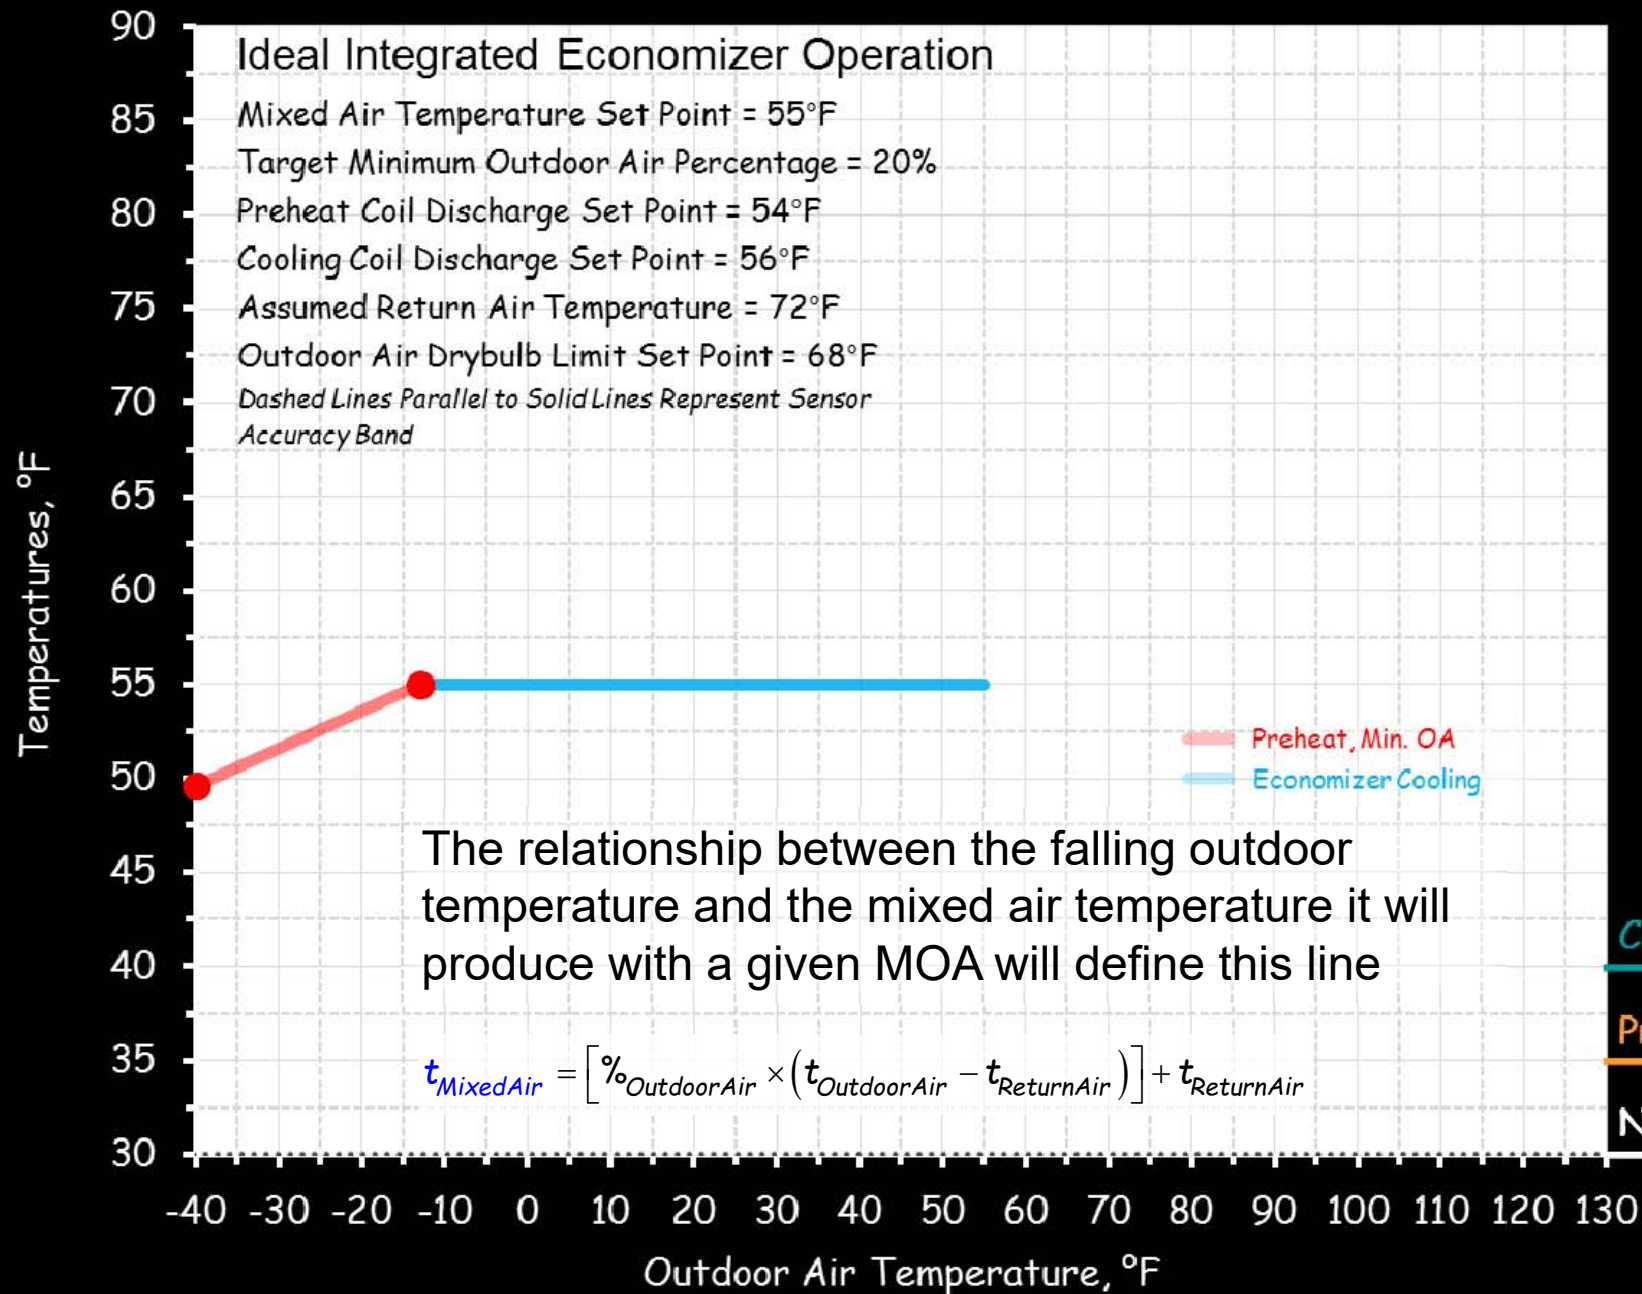 Ideal Integrated Economizer Operation
Mixed Air Temperature Set Point = 55°F
Target Minimum Outdoor Air Percentage = 20%
Preheat Coil Discharge Set Point = 54°F
Cooling Coil Discharge Set Point = 56°F
Assumed Return Air Temperature = 72°F
Outdoor Air Drybulb Limit Set Point = 68°F
Dashed Lines Parallel to Solid Lines Represent Sensor
Accuracy Band
90
85
80
75
70
65
60
55
50
45
40
35
30
Temperatures, °F
Preheat, Min. OA
Economizer Cooling
The relationship between the falling outdoor
temperature and the mixed air temperature it will
produce with a given MOA will define this line
t_MixedAir = [%_OutdoorAir × (t_OutdoorAir − t_ReturnAir)] + t_ReturnAir
-40 -30 -20 -10 0 10 20 30 40 50 60 70 80 90 100 110 120 130
Outdoor Air Temperature, °F